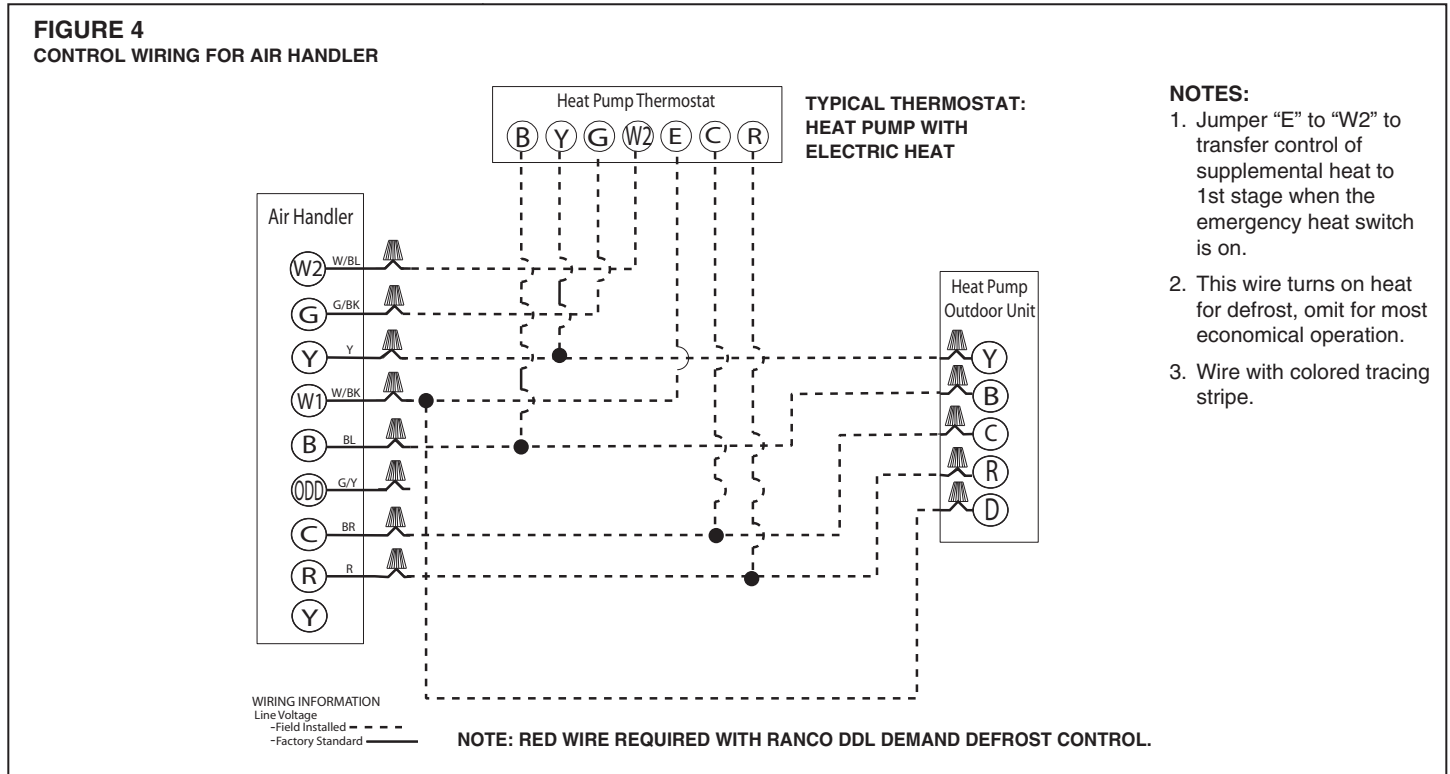 FIGURE 4
CONTROL WIRING FOR AIR HANDLER
Heat Pump Thermostat
B Y G W2 E C R
TYPICAL THERMOSTAT:
HEAT PUMP WITH
ELECTRIC HEAT
NOTES:
1. Jumper “E” to “W2” to
transfer control of
supplemental heat to
1st stage when the
emergency heat switch
is on.
2. This wire turns on heat
for defrost, omit for most
economical operation.
3. Wire with colored tracing
stripe.
Air Handler
W2 W/BL
G G/BK
Y Y
W1 W/BK
B BL
ODD G/Y
C BR
R R
Y
Heat Pump
Outdoor Unit
Y
B
C
R
D
WIRING INFORMATION
Line Voltage
-Field Installed
-Factory Standard
NOTE: RED WIRE REQUIRED WITH RANCO DDL DEMAND DEFROST CONTROL.